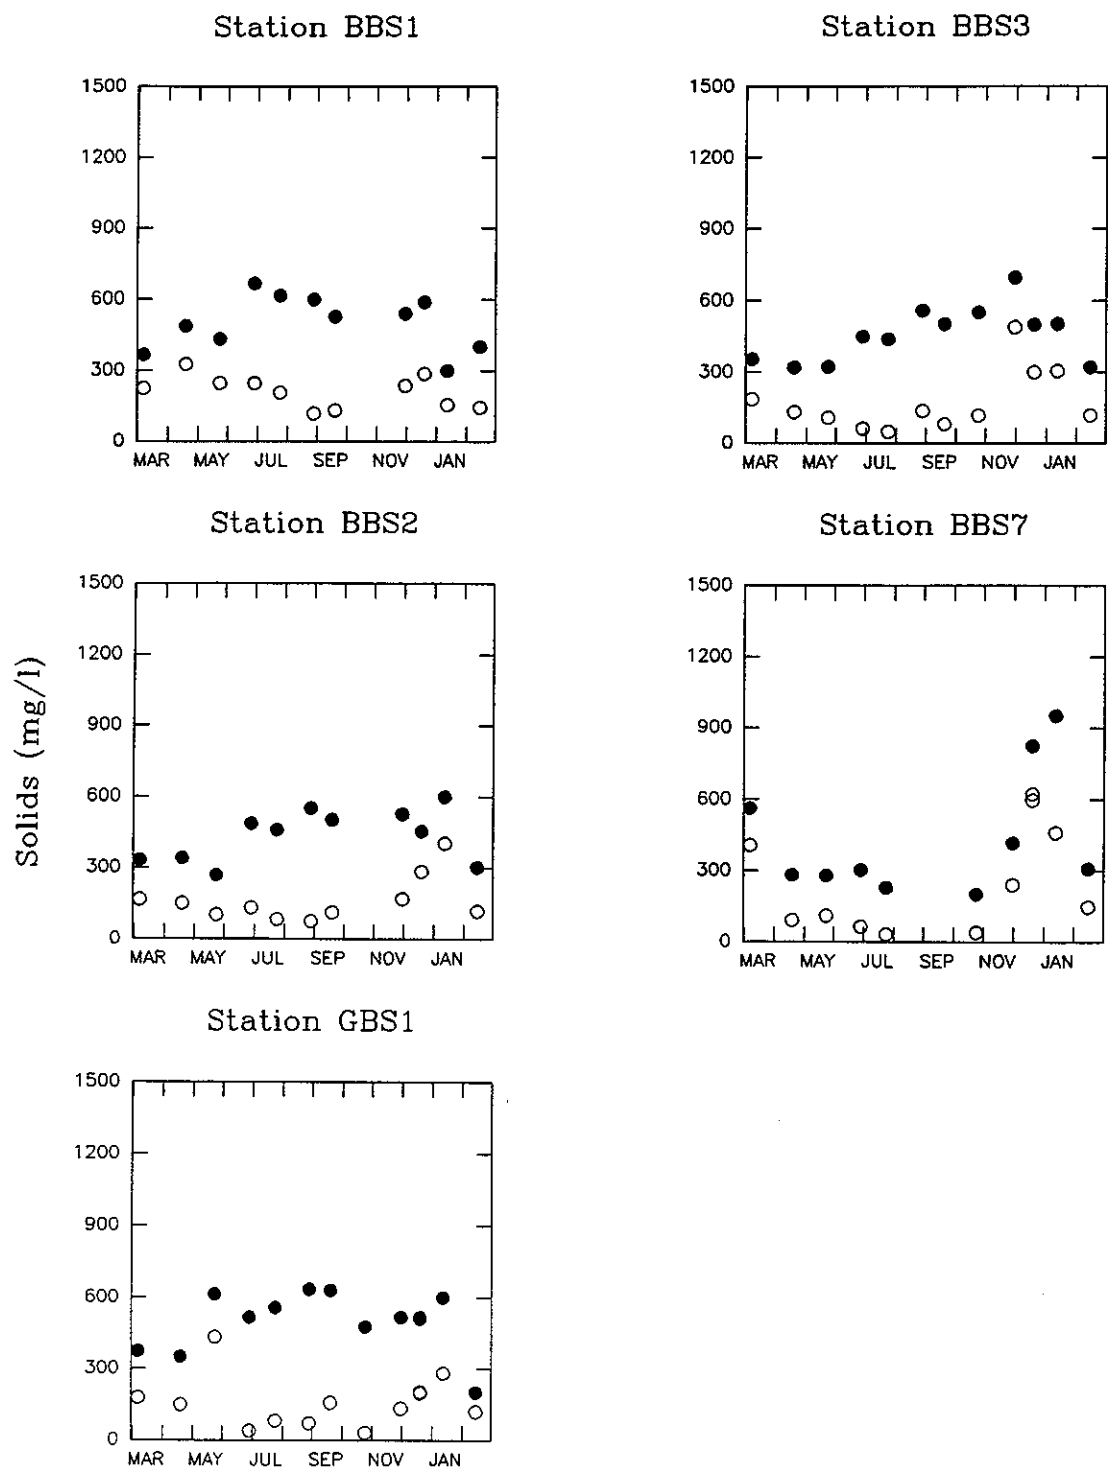 Station BBS1
1500
1200
900
600
300
0
MAR MAY JUL SEP NOV JAN
Station BBS3
1500
1200
900
600
300
0
MAR MAY JUL SEP NOV JAN
Solids (mg/l)
Station BBS2
1500
1200
900
600
300
0
MAR MAY JUL SEP NOV JAN
Station BBS7
1500
1200
900
600
300
0
MAR MAY JUL SEP NOV JAN
Station GBS1
1500
1200
900
600
300
0
MAR MAY JUL SEP NOV JAN